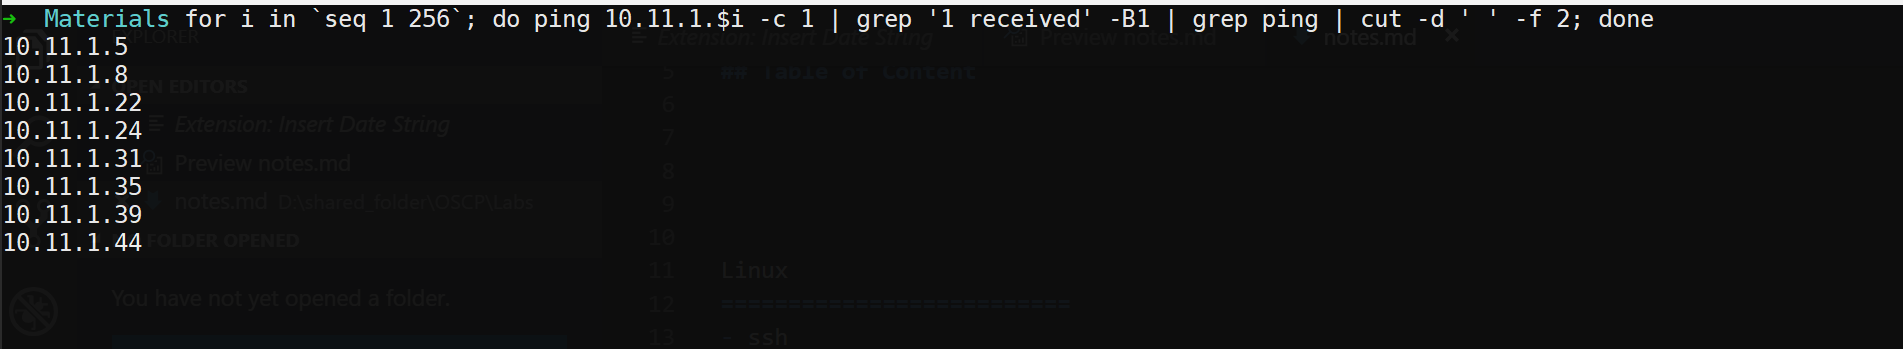 ➜  Materials for i in `seq 1 256`; do ping 10.11.1.$i -c 1 | grep '1 received' -B1 | grep ping | cut -d ' ' -f 2; done
10.11.1.5
EXPLORER
Extension: Insert Date String
Preview notes.md
notes.md
10.11.1.8
5 ## Table of Content
OPEN EDITORS
10.11.1.22
6
10.11.1.24
Extension: Insert Date String
7
10.11.1.31
Preview notes.md
8
10.11.1.35
notes.md D:\shared_folder\OSCP\Labs
9
10.11.1.39
10.11.1.44
FOLDER OPENED
10
11 Linux
You have not yet opened a folder.
12 ==========================
13 - ssh